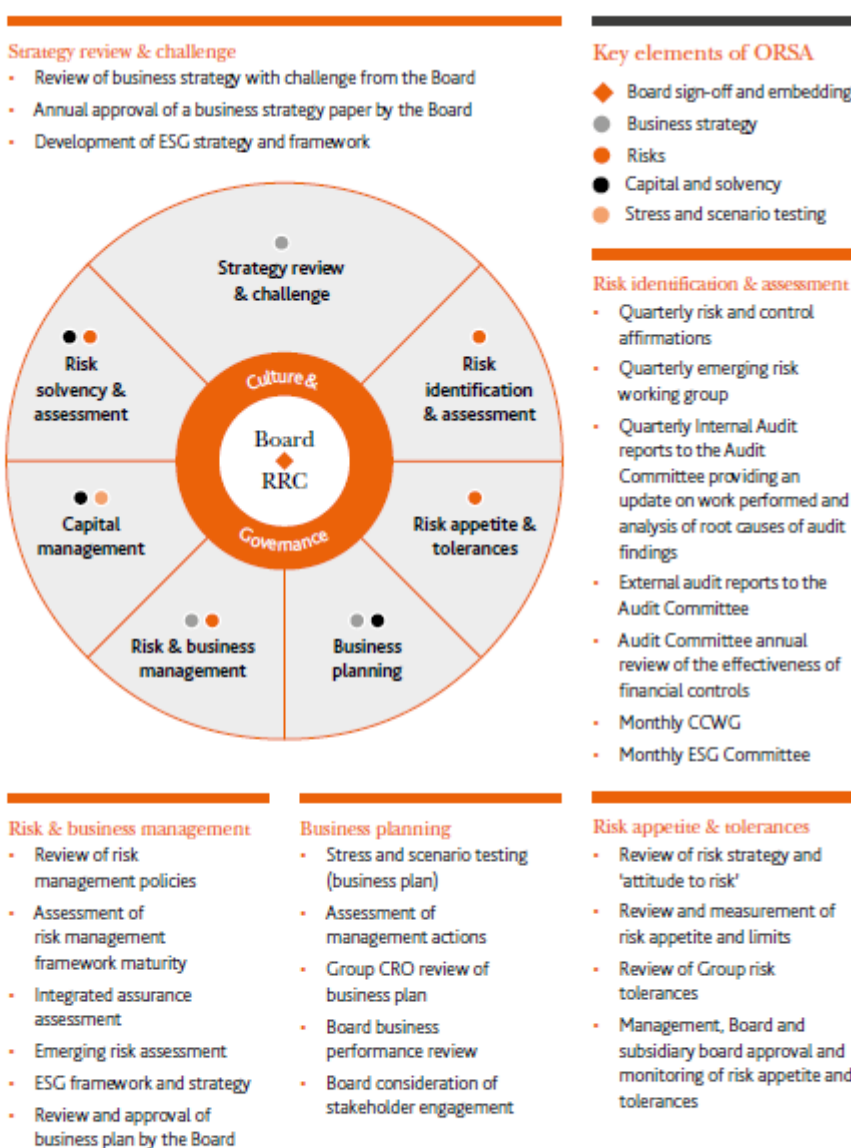 Strategy review & challenge
Review of business strategy with challenge from the Board
Annual approval of a business strategy paper by the Board
Development of ESG strategy and framework
Key elements of ORSA
Board sign-off and embedding
Business strategy
Risks
Capital and solvency
Stress and scenario testing
Strategy review
& challenge
Risk
solvency &
assessment
Risk
identification
& assessment
Culture &
Board
RRC
Governance
Capital
management
Risk appetite &
tolerances
Risk & business
management
Business
planning
Risk identification & assessment
Quarterly risk and control
affirmations
Quarterly emerging risk
working group
Quarterly Internal Audit
reports to the Audit
Committee providing an
update on work performed and
analysis of root causes of audit
findings
External audit reports to the
Audit Committee
Audit Committee annual
review of the effectiveness of
financial controls
Monthly CCWG
Monthly ESG Committee
Risk & business management
Review of risk
management policies
Assessment of
risk management
framework maturity
Integrated assurance
assessment
Emerging risk assessment
ESG framework and strategy
Review and approval of
business plan by the Board
Business planning
Stress and scenario testing
(business plan)
Assessment of
management actions
Group CRO review of
business plan
Board business
performance review
Board consideration of
stakeholder engagement
Risk appetite & tolerances
Review of risk strategy and
'attitude to risk'
Review and measurement of
risk appetite and limits
Review of Group risk
tolerances
Management, Board and
subsidiary board approval and
monitoring of risk appetite and
tolerances